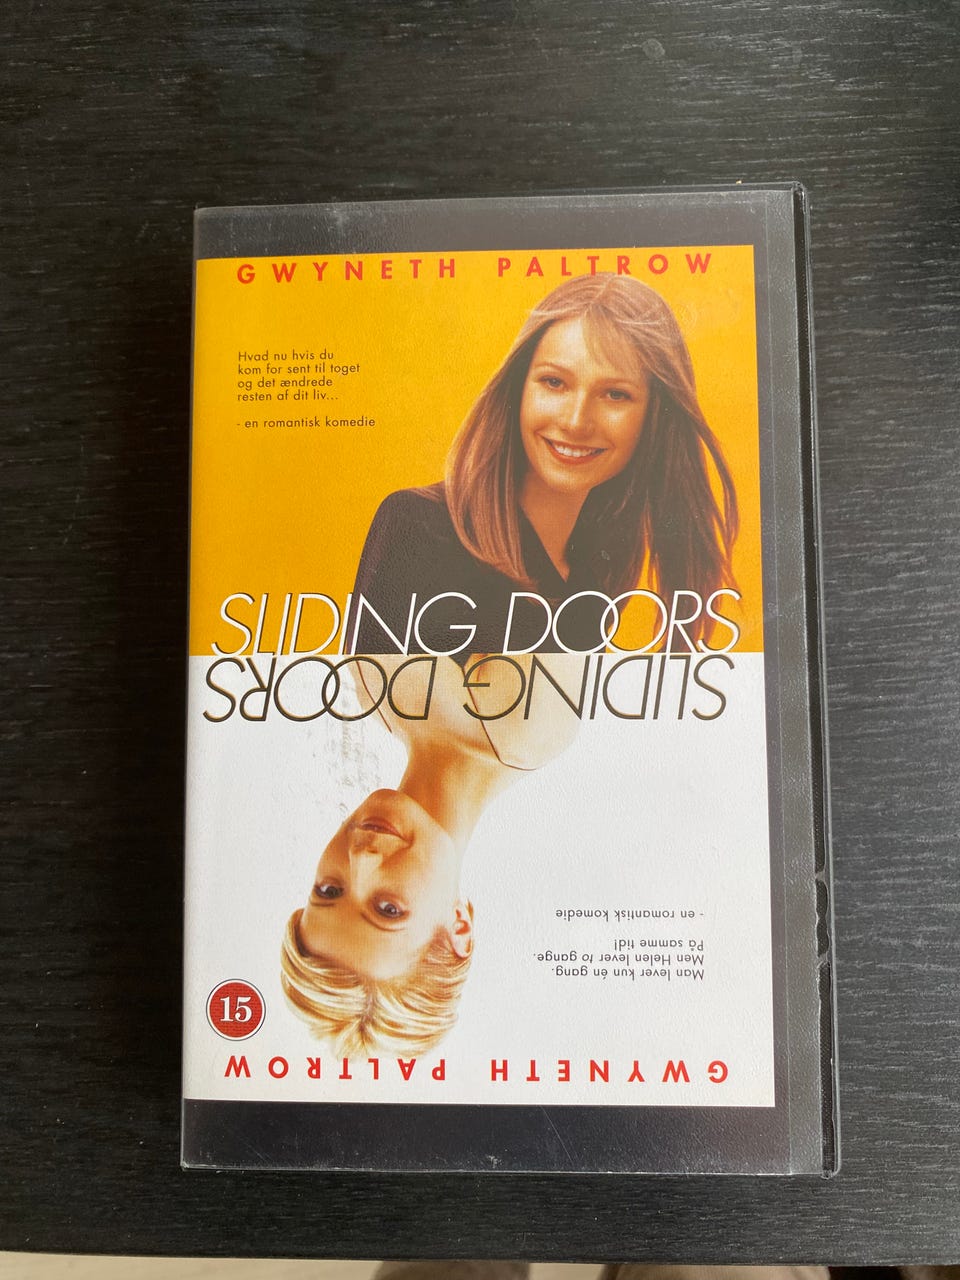 GWYNETH PALTROW
Hvad nu hvis du
kom for sent til toget
og det ændrede
resten af dit liv...
- en romantisk komedie
SLIDING DOORS
SLIDING DOORS
Man lever kun én gang.
Men Helen lever to gange.
På samme tid!
- en romantisk komedie
15
GWYNETH PALTROW